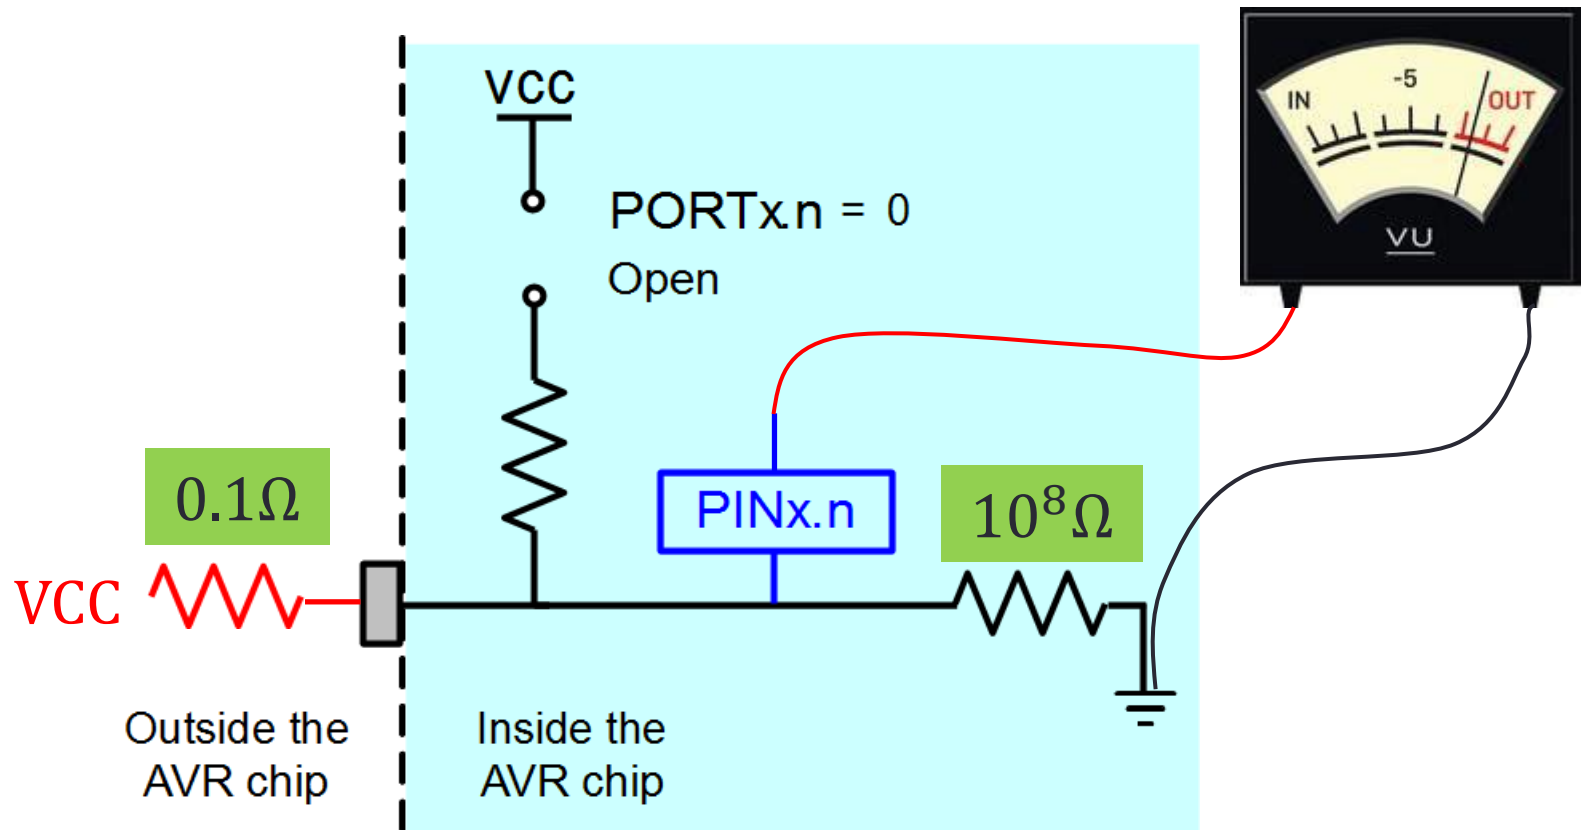 VCC
PORTx.n = 0
Open
IN
-5
OUT
VU
0.1Ω
PINx.n
10⁸Ω
VCC
Outside the
AVR chip
Inside the
AVR chip